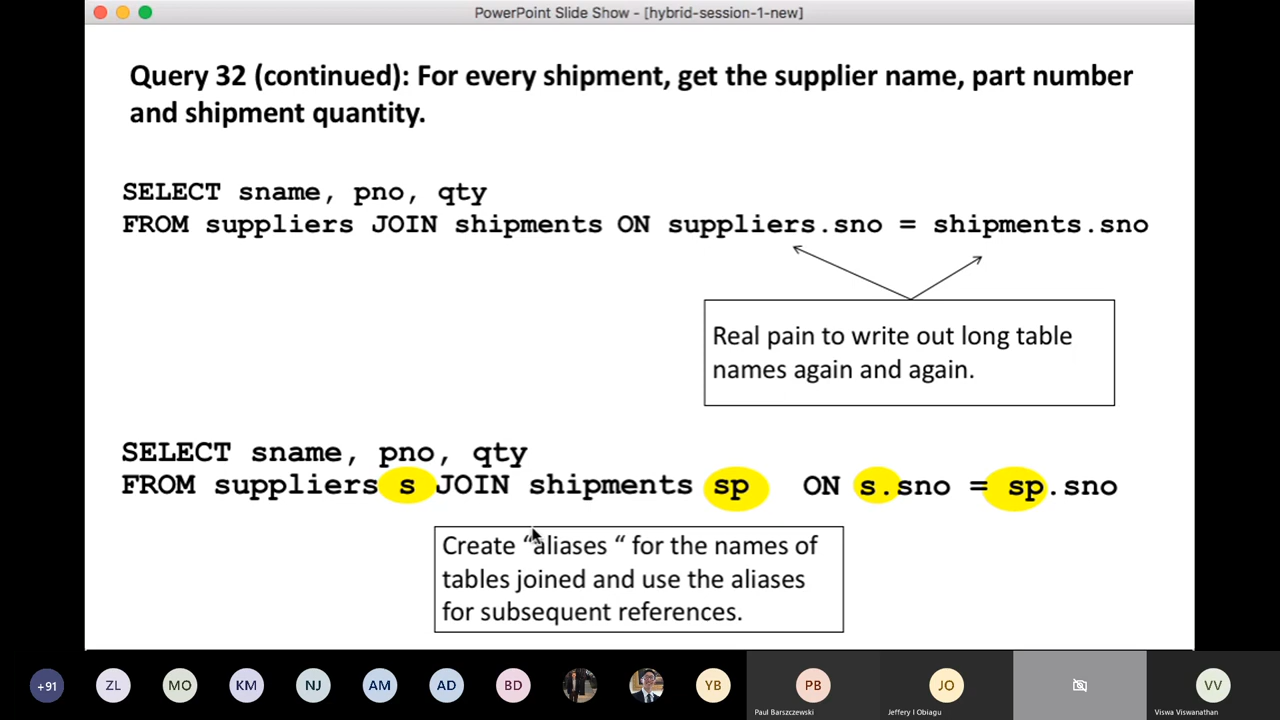 PowerPoint Slide Show - [hybrid-session-1-new]
Query 32 (continued): For every shipment, get the supplier name, part number
and shipment quantity.
SELECT sname, pno, qty
FROM suppliers JOIN shipments ON suppliers.sno = shipments.sno
Real pain to write out long table
names again and again.
SELECT sname, pno, qty
FROM suppliers s JOIN shipments sp ON s.sno = sp.sno
Create “aliases “ for the names of
tables joined and use the aliases
for subsequent references.
+91 ZL MO KM NJ AM AD BD YB PB JO VV
Paul Barszczewski Jeffery I Obiagu Viswa Viswanathan